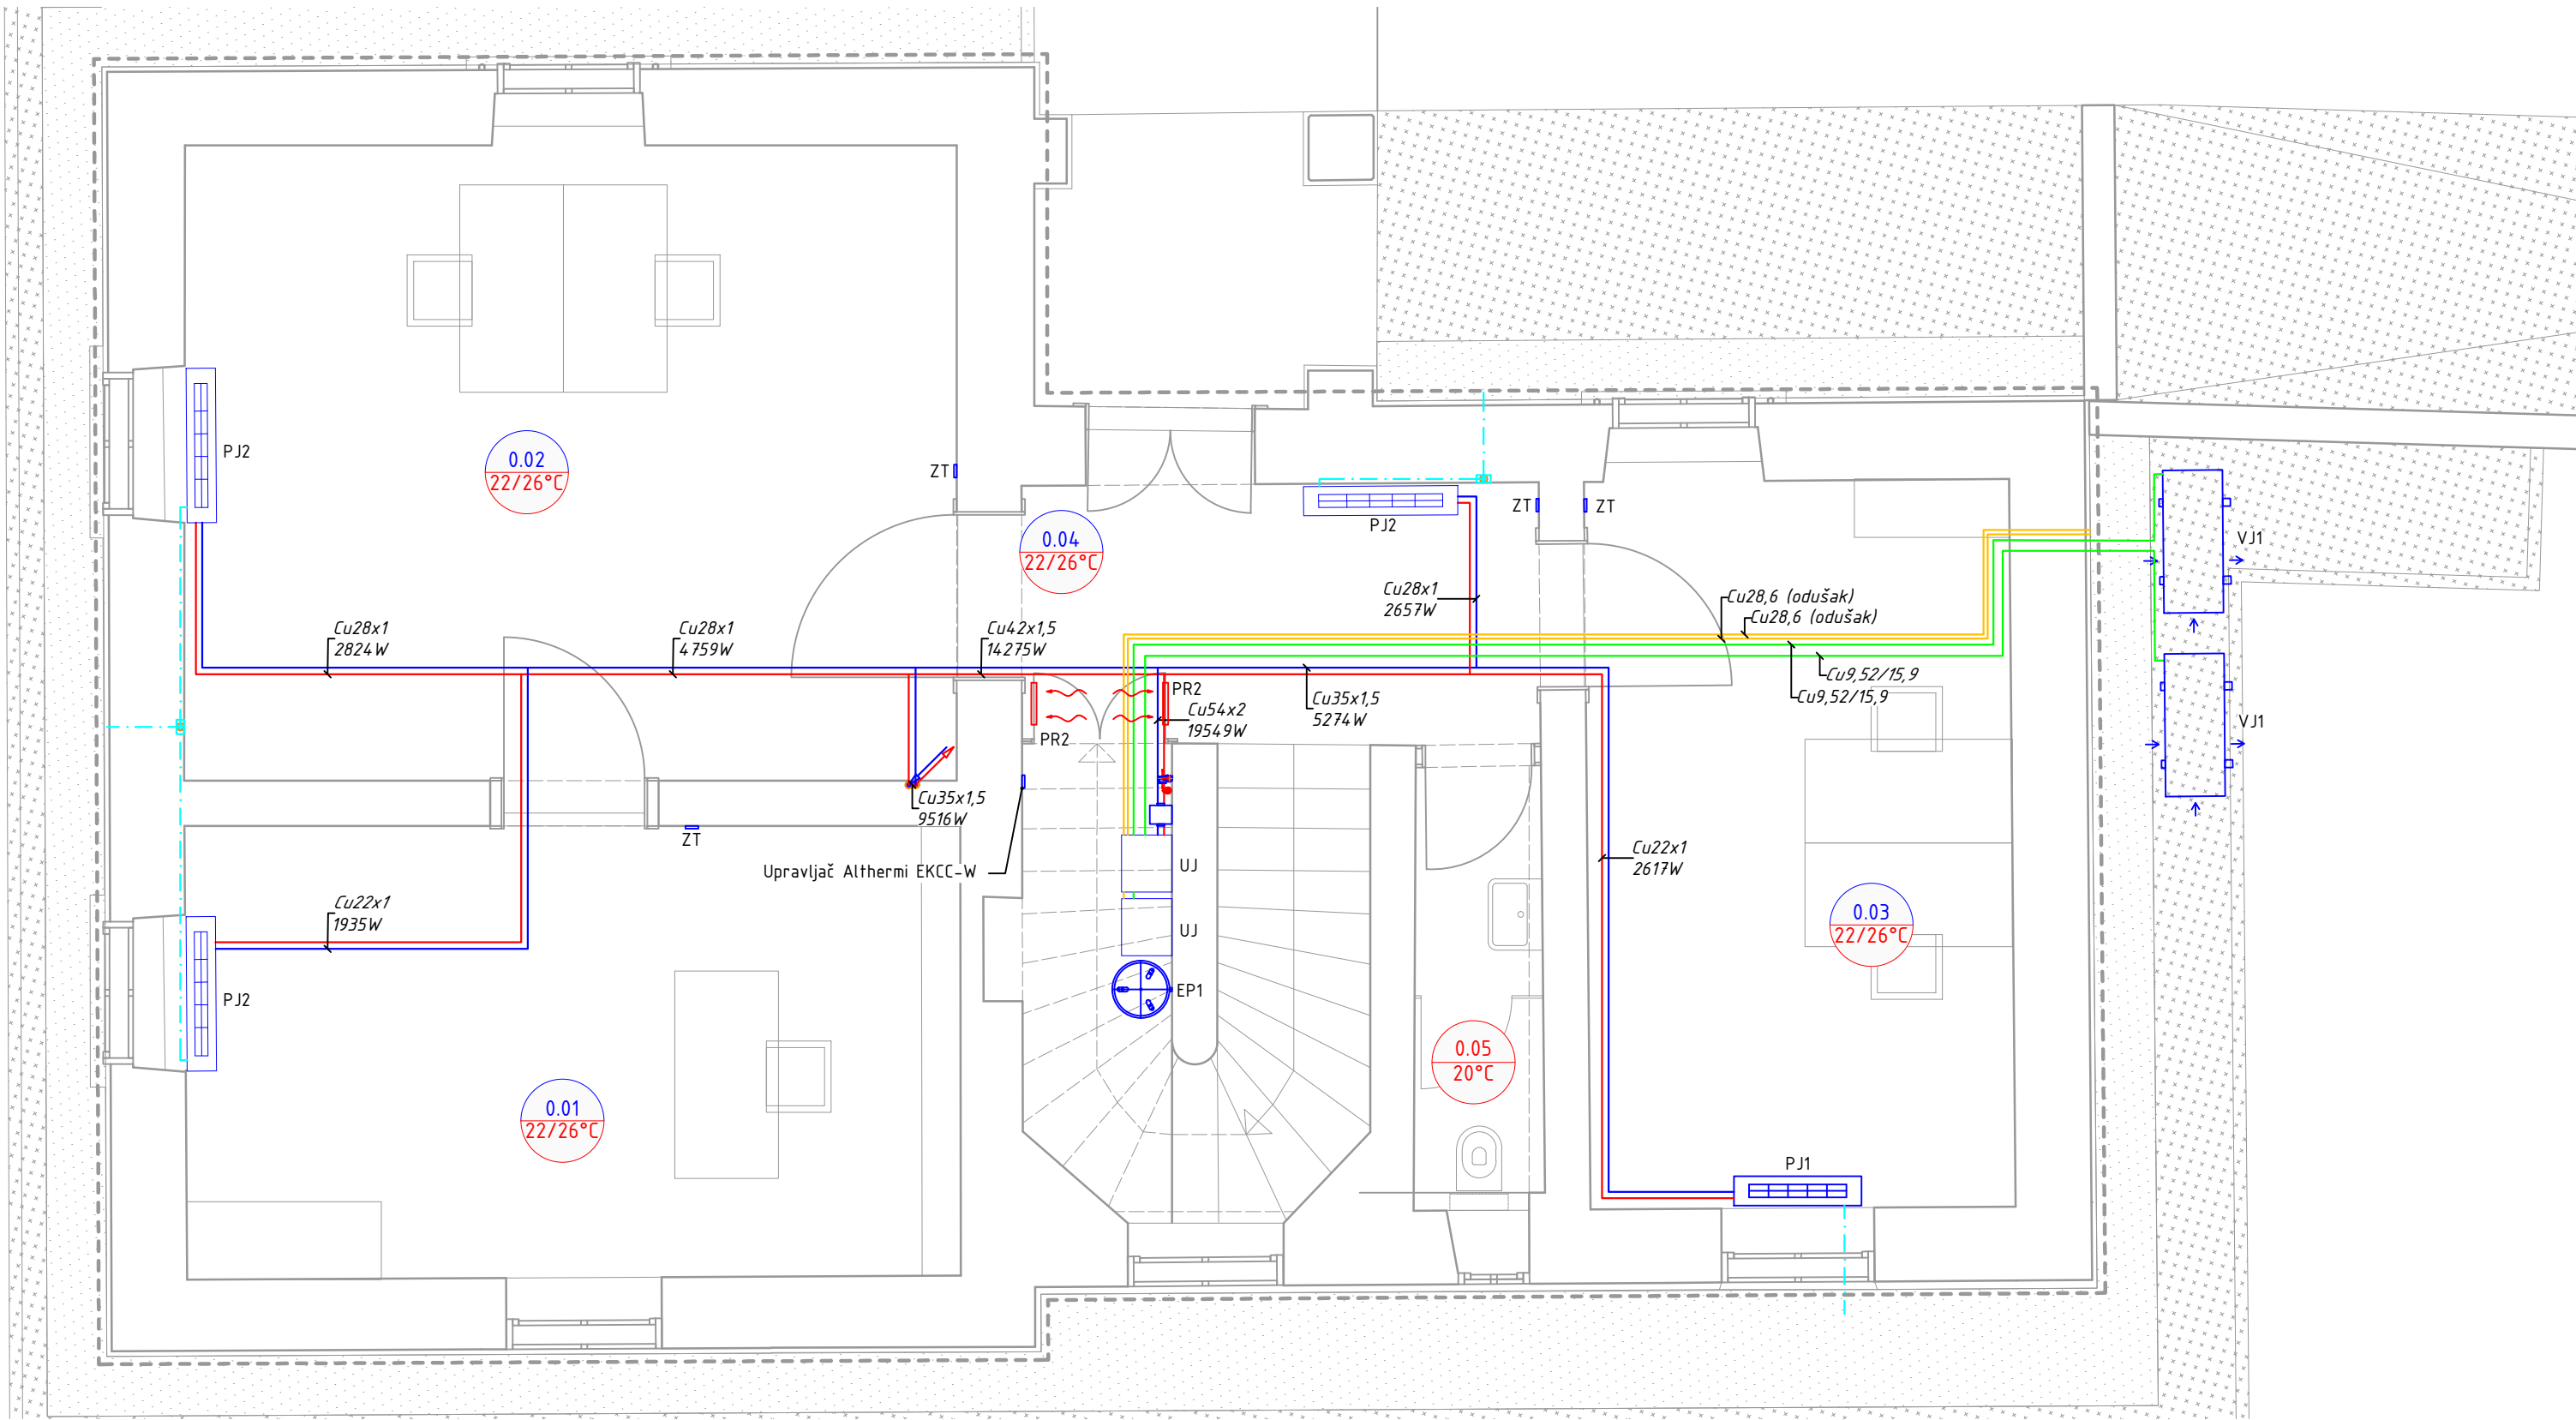 PJ2
0.02
22/26°C
ZT
0.04
22/26°C
PJ2
ZT
ZT
VJ1
Cu28x1
2657W
Cu28,6 (odušak)
Cu28,6 (odušak)
Cu28x1
2824W
Cu28x1
4759W
Cu42x1,5
14275W
Cu9,52/15,9
Cu9,52/15,9
PR2
Cu35x1,5
5274W
Cu54x2
19549W
PR2
VJ1
Cu35x1,5
9516W
ZT
Upravljač Althermi EKCC-W
UJ
Cu22x1
2617W
Cu22x1
1935W
UJ
0.03
22/26°C
PJ2
EP1
0.05
20°C
0.01
22/26°C
PJ1